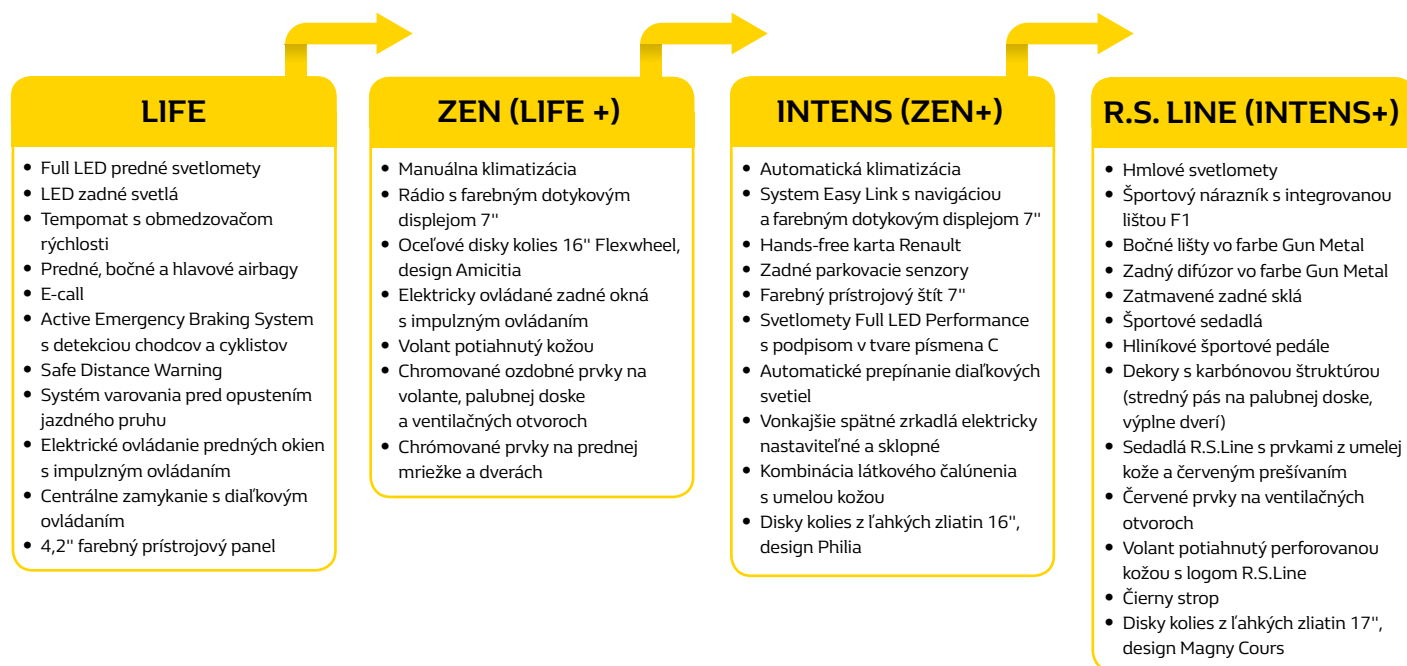 LIFE
• Full LED predné svetlomety
• LED zadné svetlá
• Tempomat s obmedzovačom
rýchlosti
• Predné, bočné a hlavové airbagy
• E-call
• Active Emergency Braking System
s detekciou chodcov a cyklistov
• Safe Distance Warning
• Systém varovania pred opustením
jazdného pruhu
• Elektrické ovládanie predných okien
s impulzným ovládaním
• Centrálne zamykanie s diaľkovým
ovládaním
• 4,2" farebný prístrojový panel
ZEN (LIFE +)
• Manuálna klimatizácia
• Rádio s farebným dotykovým
displejom 7"
• Oceľové disky kolies 16" Flexwheel,
design Amicitia
• Elektricky ovládané zadné okná
s impulzným ovládaním
• Volant potiahnutý kožou
• Chromované ozdobné prvky na
volante, palubnej doske
a ventilačných otvoroch
• Chrómované prvky na prednej
mriežke a dverách
INTENS (ZEN+)
• Automatická klimatizácia
• System Easy Link s navigáciou
a farebným dotykovým displejom 7"
• Hands-free karta Renault
• Zadné parkovacie senzory
• Farebný prístrojový štít 7"
• Svetlomety Full LED Performance
s podpisom v tvare písmena C
• Automatické prepínanie diaľkových
svetiel
• Vonkajšie spätné zrkadlá elektricky
nastaviteľné a sklopné
• Kombinácia látkového čalúnenia
s umelou kožou
• Disky kolies z ľahkých zliatin 16",
design Philia
R.S. LINE (INTENS+)
• Hmlové svetlomety
• Športový nárazník s integrovanou
lištou F1
• Bočné lišty vo farbe Gun Metal
• Zadný difúzor vo farbe Gun Metal
• Zatmavené zadné sklá
• Športové sedadlá
• Hliníkové športové pedále
• Dekory s karbónovou štruktúrou
(stredný pás na palubnej doske,
výplne dverí)
• Sedadlá R.S.Line s prvkami z umelej
kože a červeným prešívaním
• Červené prvky na ventilačných
otvoroch
• Volant potiahnutý perforovanou
kožou s logom R.S.Line
• Čierny strop
• Disky kolies z ľahkých zliatin 17",
design Magny Cours